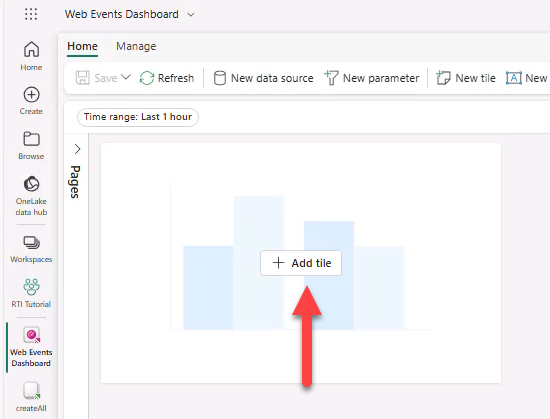 Web Events Dashboard
Home
Manage
Save
Refresh
New data source
New parameter
New tile
New
Time range: Last 1 hour
Home
Create
Browse
OneLake
data hub
Workspaces
RTI Tutorial
Web Events
Dashboard
createAll
Pages
Add tile